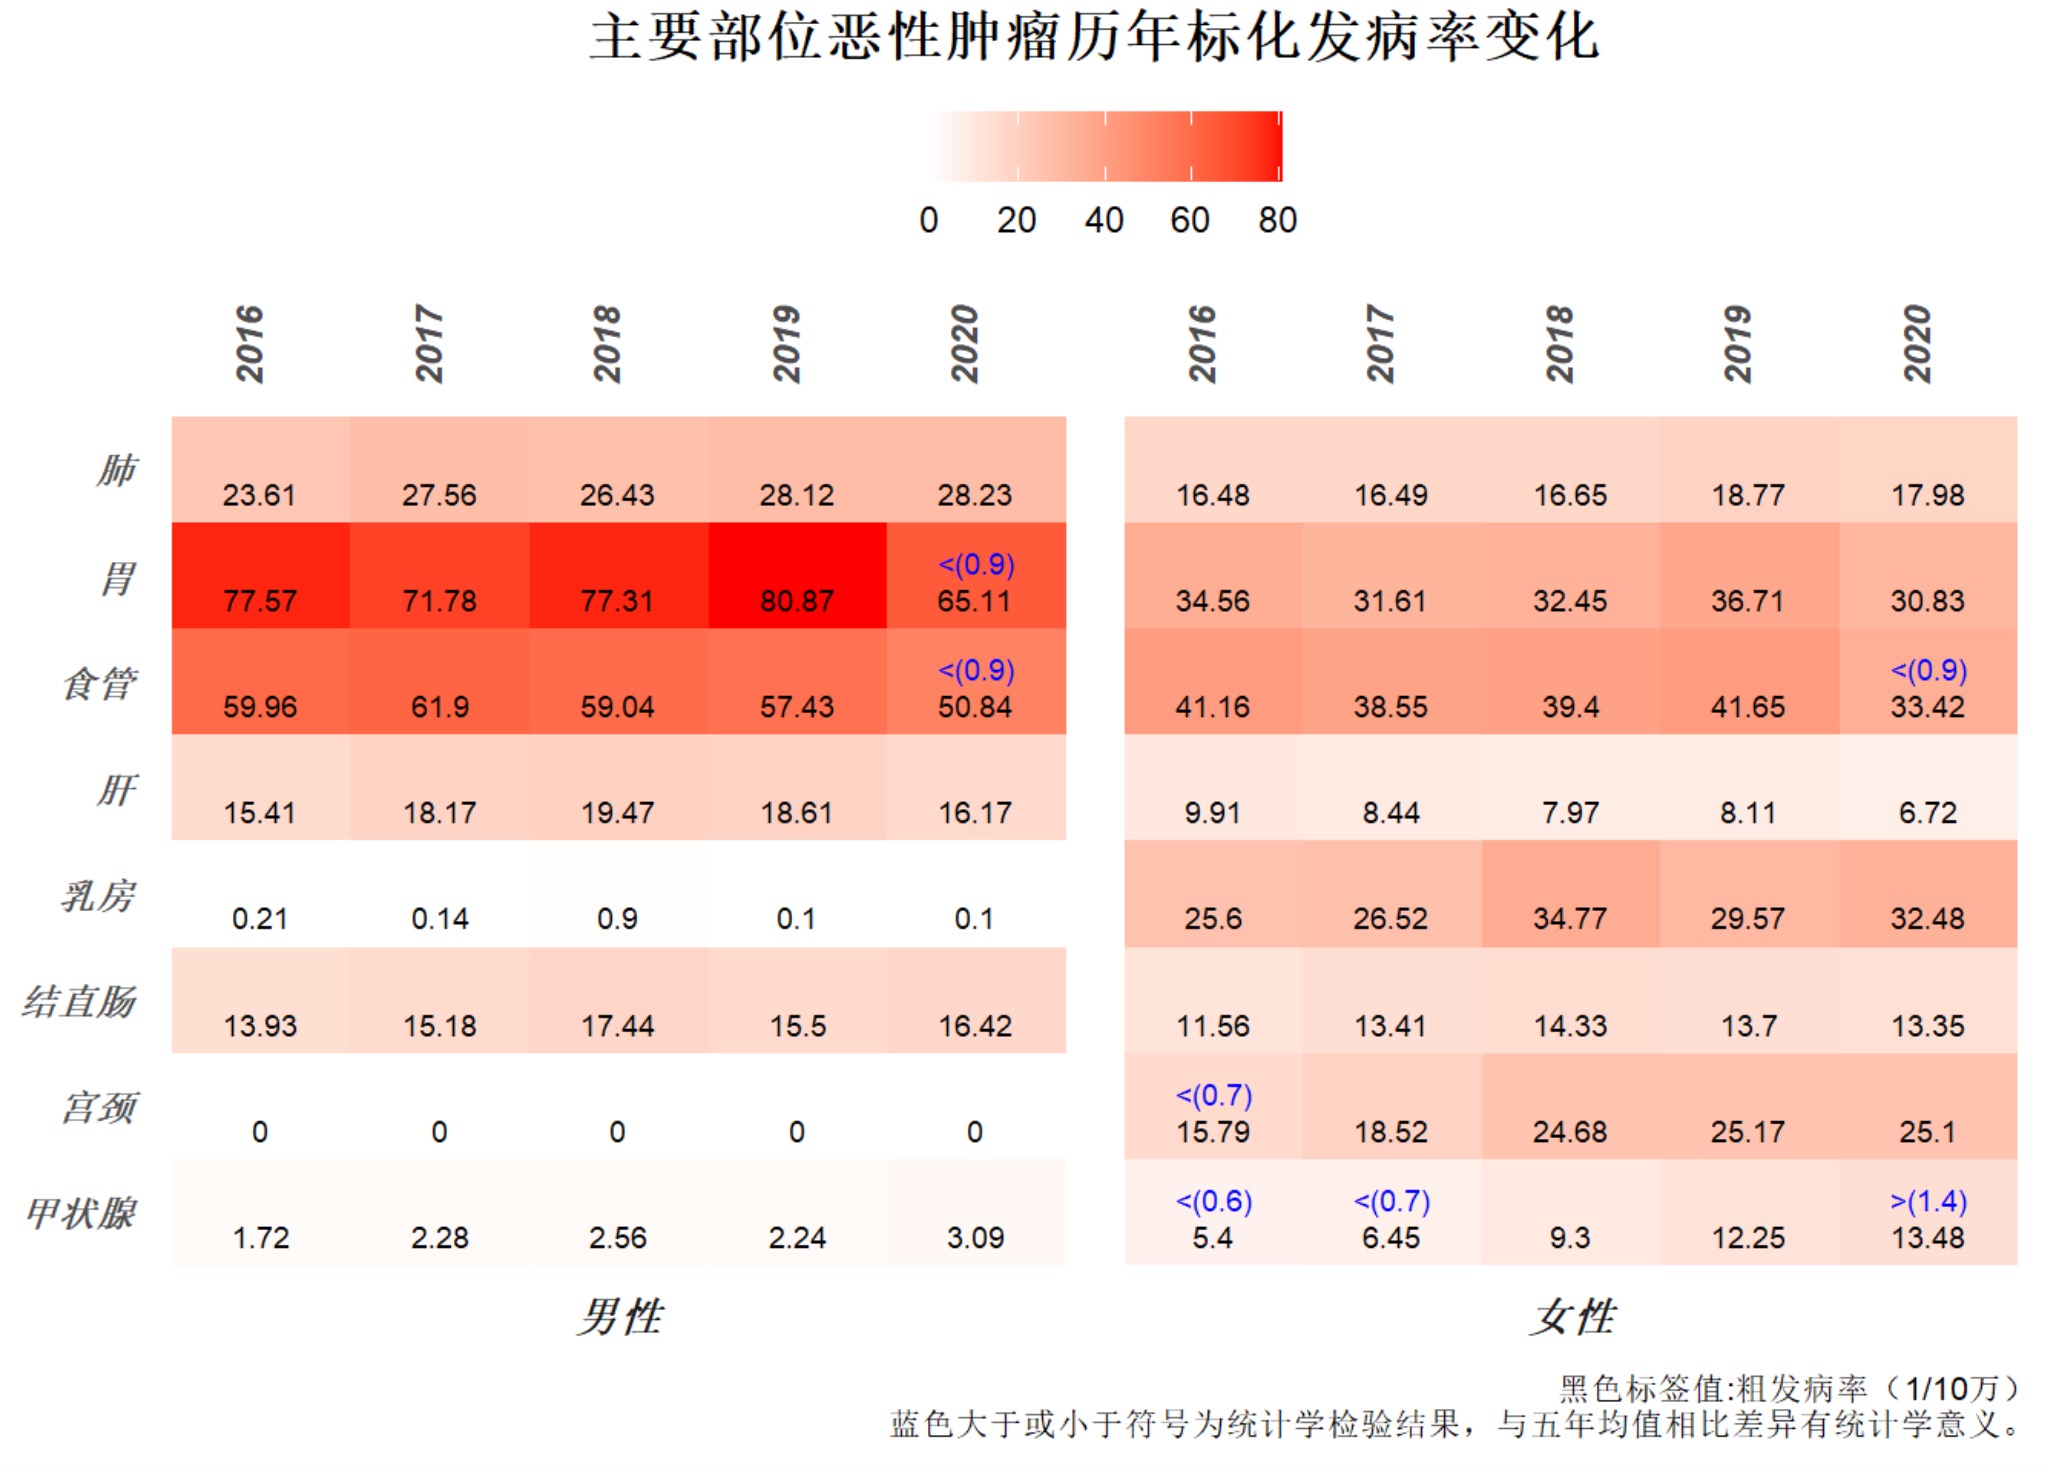 主要部位恶性肿瘤历年标化发病率变化
0 20 40 60 80
2016 2017 2018 2019 2020 2016 2017 2018 2019 2020
肺 23.61 27.56 26.43 28.12 28.23 16.48 16.49 16.65 18.77 17.98
<(0.9)
胃 77.57 71.78 77.31 80.87 65.11 34.56 31.61 32.45 36.71 30.83
<(0.9) <(0.9)
食管 59.96 61.9 59.04 57.43 50.84 41.16 38.55 39.4 41.65 33.42
肝 15.41 18.17 19.47 18.61 16.17 9.91 8.44 7.97 8.11 6.72
乳房 0.21 0.14 0.9 0.1 0.1 25.6 26.52 34.77 29.57 32.48
结直肠 13.93 15.18 17.44 15.5 16.42 11.56 13.41 14.33 13.7 13.35
<(0.7)
宫颈 0 0 0 0 0 15.79 18.52 24.68 25.17 25.1
<(0.6) <(0.7) >(1.4)
甲状腺 1.72 2.28 2.56 2.24 3.09 5.4 6.45 9.3 12.25 13.48
男性 女性
黑色标签值:粗发病率（1/10万）
蓝色大于或小于符号为统计学检验结果，与五年均值相比差异有统计学意义。